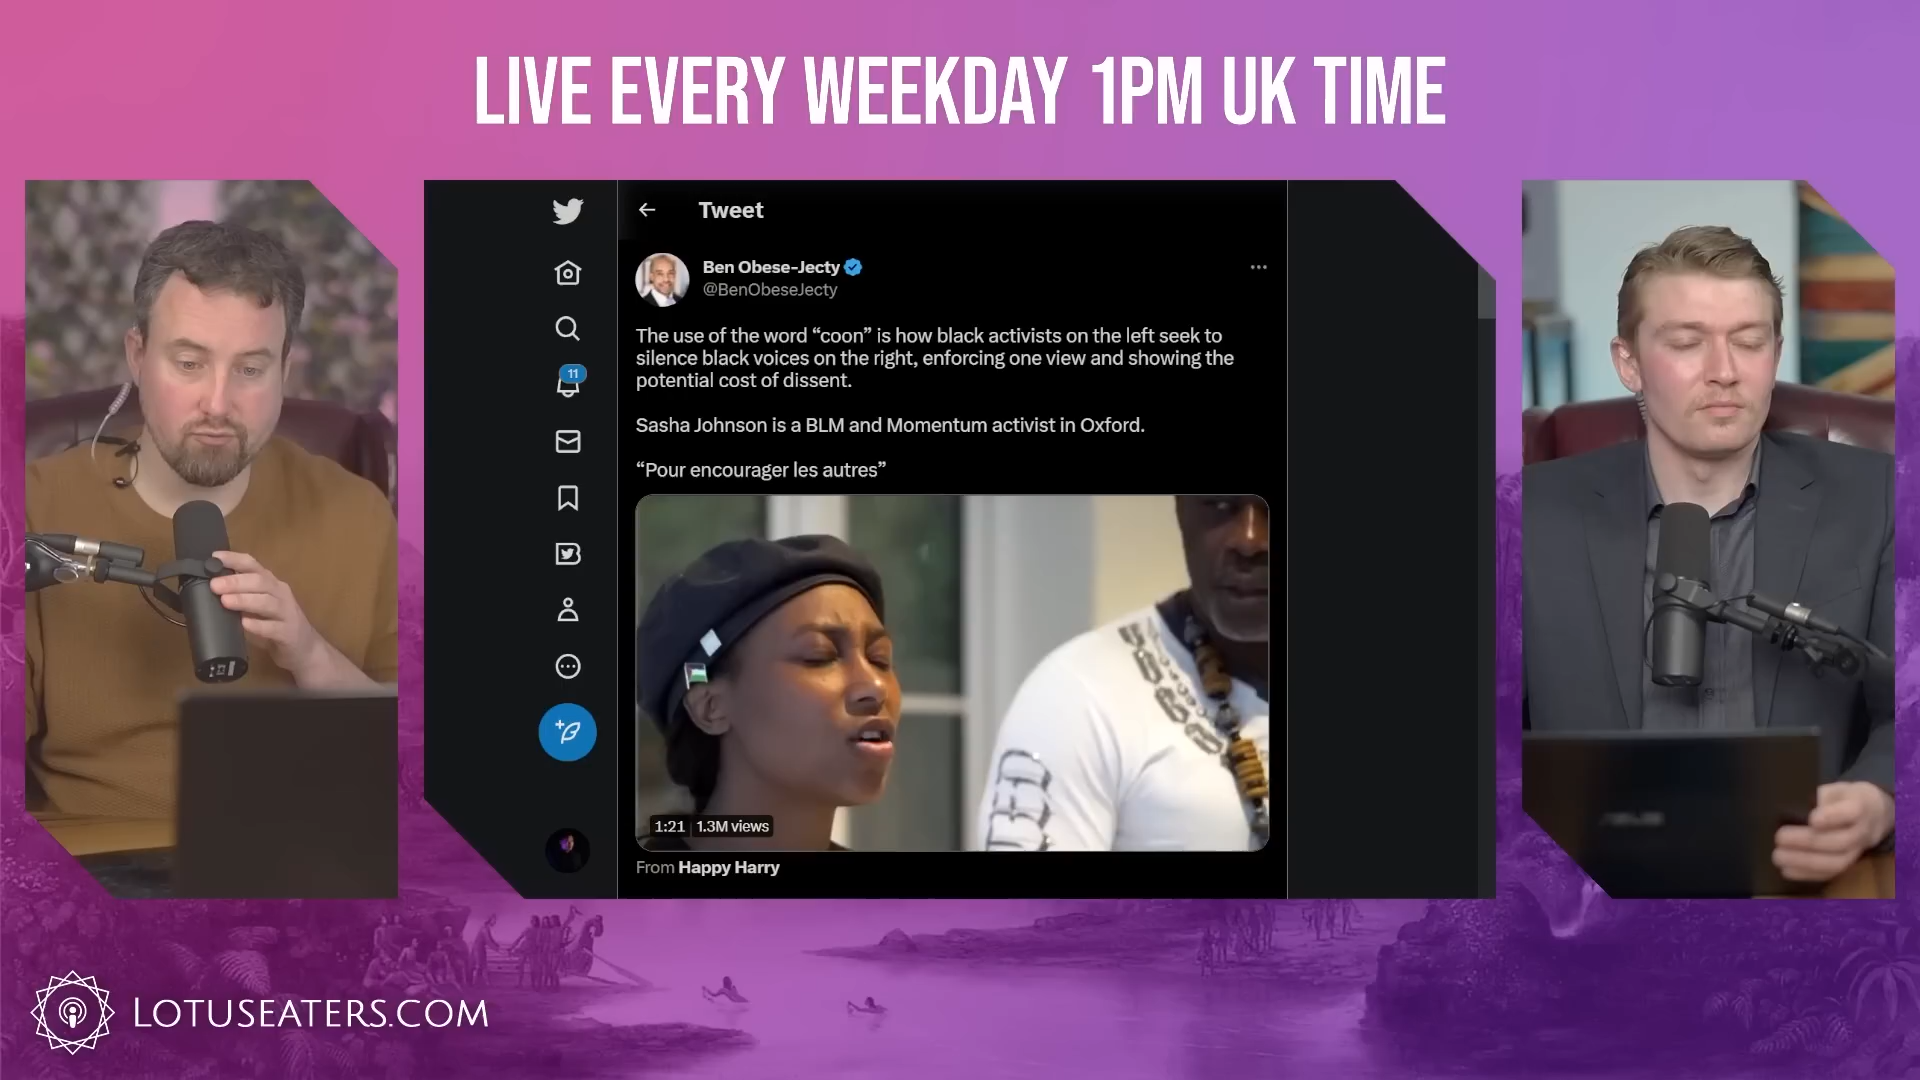 LIVE EVERY WEEKDAY 1PM UK TIME
Tweet
Ben Obese-Jecty
@BenObeseJecty
The use of the word “coon” is how black activists on the left seek to
silence black voices on the right, enforcing one view and showing the
potential cost of dissent.
Sasha Johnson is a BLM and Momentum activist in Oxford.
“Pour encourager les autres”
11
1:21 1.3M views
From Happy Harry
LOTUSEATERS.COM